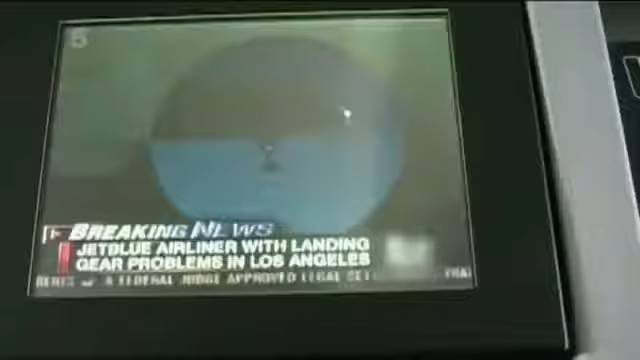 5
BREAKING NEWS
JETBLUE AIRLINER WITH LANDING
GEAR PROBLEMS IN LOS ANGELES
A FEDERAL JUDGE APPROVED LEGAL